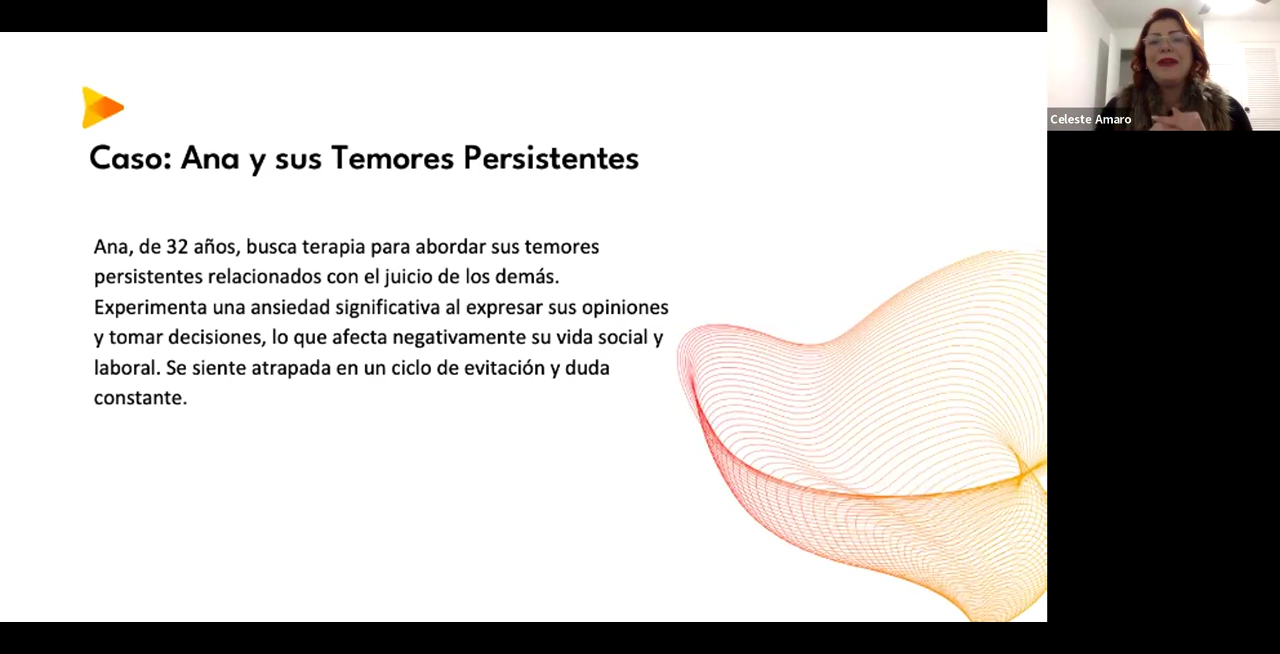 Caso: Ana y sus Temores Persistentes
Ana, de 32 años, busca terapia para abordar sus temores
persistentes relacionados con el juicio de los demás.
Experimenta una ansiedad significativa al expresar sus opiniones
y tomar decisiones, lo que afecta negativamente su vida social y
laboral. Se siente atrapada en un ciclo de evitación y duda
constante.
Celeste Amaro